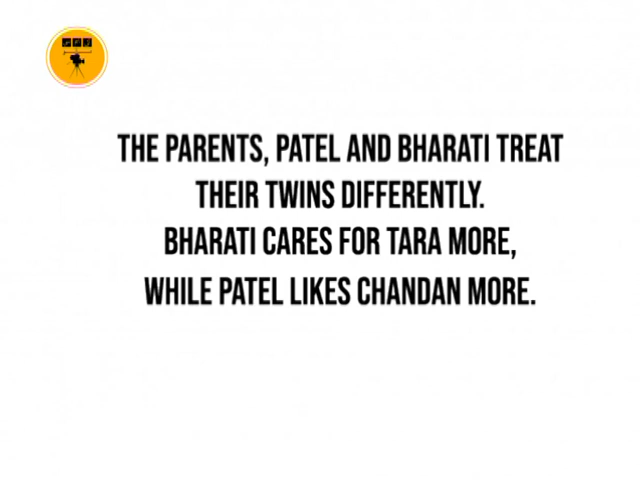 THE PARENTS, PATEL AND BHARATI TREAT
THEIR TWINS DIFFERENTLY.
BHARATI CARES FOR TARA MORE,
WHILE PATEL LIKES CHANDAN MORE.